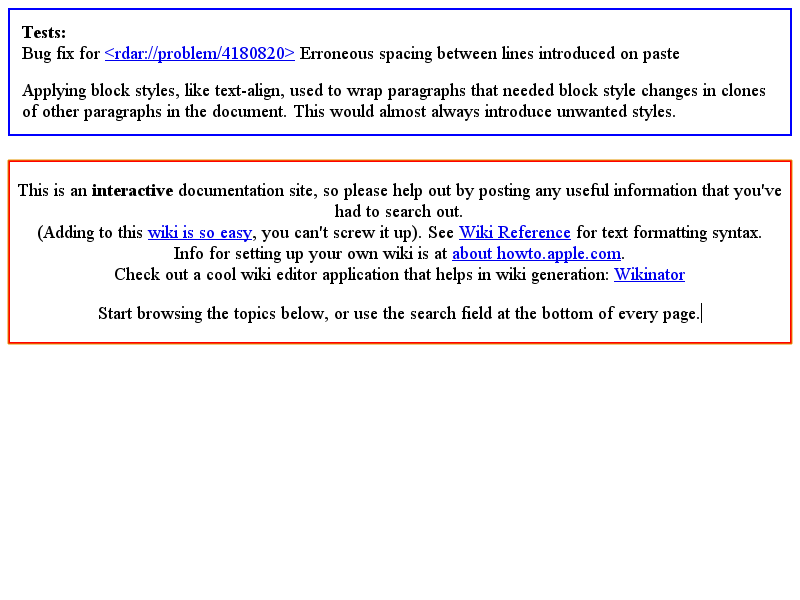 Tests:
Bug fix for <rdar://problem/4180820> Erroneous spacing between lines introduced on paste
Applying block styles, like text-align, used to wrap paragraphs that needed block style changes in clones
of other paragraphs in the document. This would almost always introduce unwanted styles.
This is an interactive documentation site, so please help out by posting any useful information that you've
had to search out.
(Adding to this wiki is so easy, you can't screw it up). See Wiki Reference for text formatting syntax.
Info for setting up your own wiki is at about howto.apple.com.
Check out a cool wiki editor application that helps in wiki generation: Wikinator
Start browsing the topics below, or use the search field at the bottom of every page.